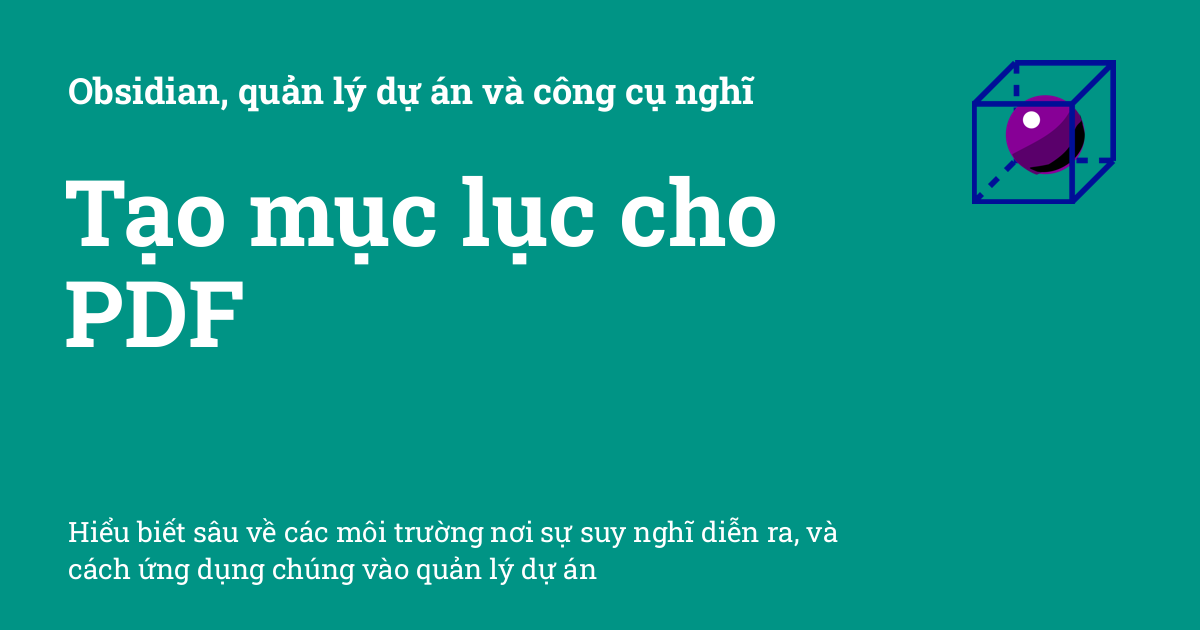 Obsidian, quản lý dự án và công cụ nghĩ
Tạo mục lục cho
PDF
Hiểu biết sâu về các môi trường nơi sự suy nghĩ diễn ra, và
cách ứng dụng chúng vào quản lý dự án